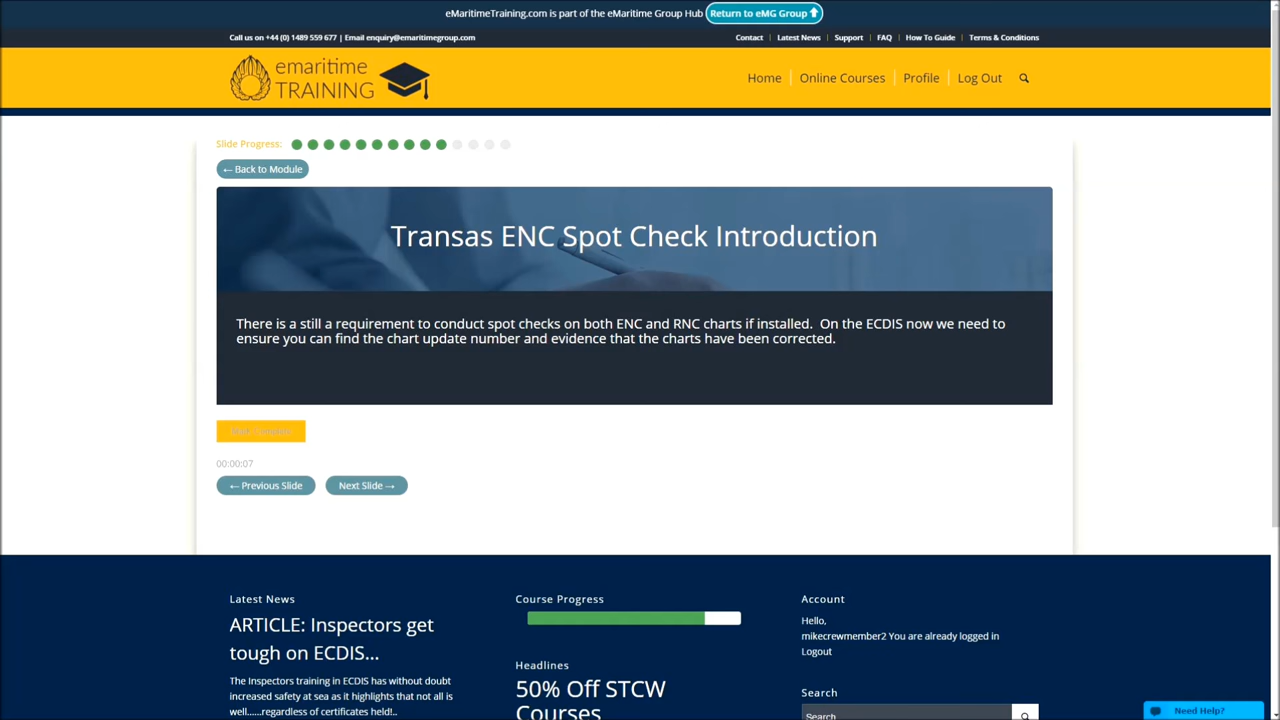 eMaritimeTraining.com is part of the eMaritime Group Hub Return to eMG Group
Call us on +44 (0) 1489 559 677 | Email enquiry@emaritimegroup.com
Contact | Latest News | Support | FAQ | How To Guide | Terms & Conditions
emaritime
TRAINING
Home Online Courses Profile Log Out
Slide Progress:
← Back to Module
Transas ENC Spot Check Introduction
There is a still a requirement to conduct spot checks on both ENC and RNC charts if installed. On the ECDIS now we need to
ensure you can find the chart update number and evidence that the charts have been corrected.
00:00:07
← Previous Slide Next Slide →
Latest News
ARTICLE: Inspectors get
tough on ECDIS...
The Inspectors training in ECDIS has without doubt
increased safety at sea as it highlights that not all is
well......regardless of certificates held!..
Course Progress
Headlines
50% Off STCW
Courses
Account
Hello,
mikecrewmember2 You are already logged in
Logout
Search
Search
Need Help?